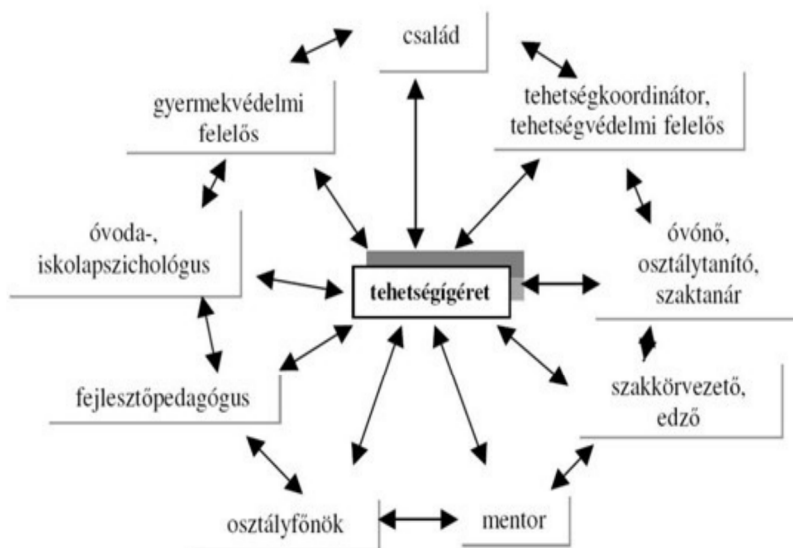 család
gyermekvédelmi
felelős
tehetségkoordinátor,
tehetségvédelmi felelős
óvoda-,
iskolapszichológus
óvónő,
osztálytanító,
szaktanár
tehetségígéret
fejlesztőpedagógus
szakkörvezető,
edző
osztályfőnök
mentor